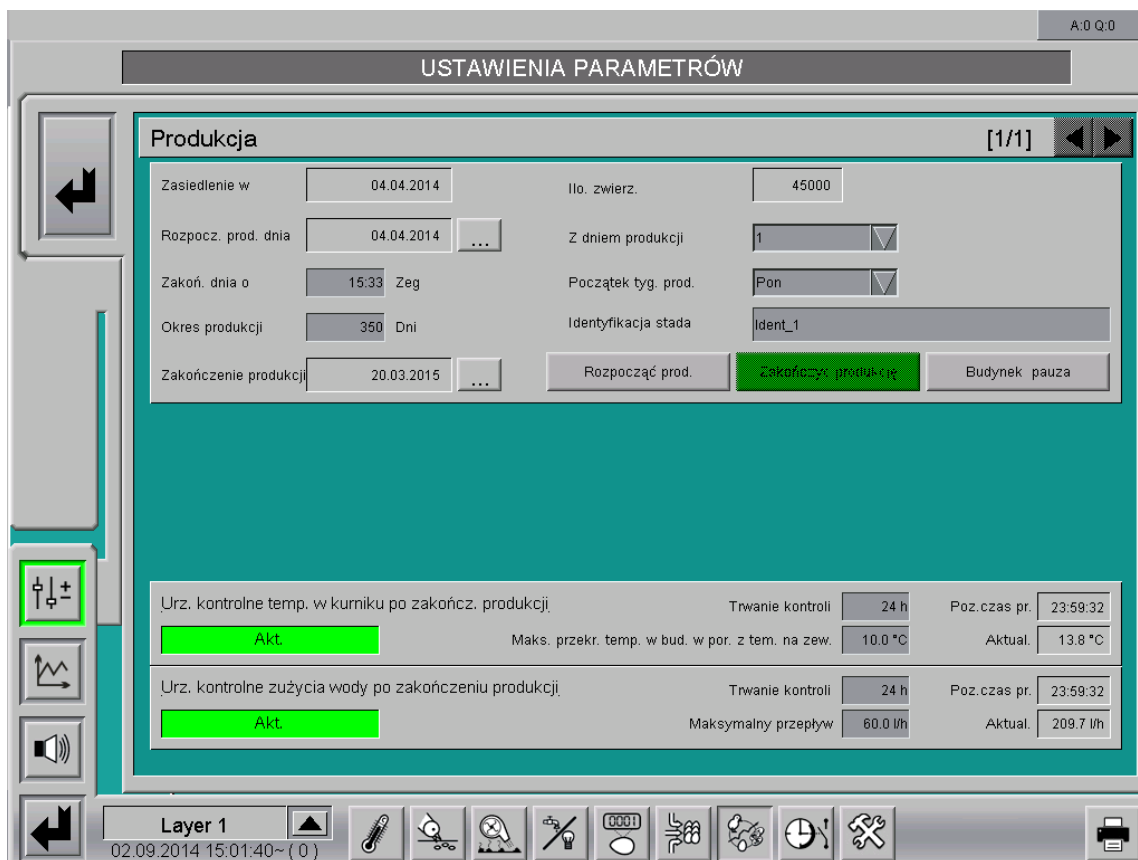 A:0 Q:0
USTAWIENIA PARAMETRÓW
Produkcja [1/1]
Zasiedlenie w 04.04.2014 Ilo. zwierz. 45000
Rozpocz. prod. dnia 04.04.2014 ... Z dniem produkcji 1
Zakoń. dnia o 15:33 Zeg Początek tyg. prod. Pon
Okres produkcji 350 Dni Identyfikacja stada Ident_1
Zakończenie produkcji 20.03.2015 ... Rozpocząć prod. Zakończyć produkcję Budynek pauza
Urz. kontrolne temp. w kurniku po zakończ. produkcji Trwanie kontroli 24 h Poz.czas pr. 23:59:32
Akt. Maks. przekr. temp. w bud. w por. z tem. na zew. 10.0 °C Aktual. 13.8 °C
Urz. kontrolne zużycia wody po zakończeniu produkcji Trwanie kontroli 24 h Poz.czas pr. 23:59:32
Akt. Maksymalny przepływ 60.0 l/h Aktual. 209.7 l/h
0001
Layer 1
02.09.2014 15:01:40~ ( 0 )